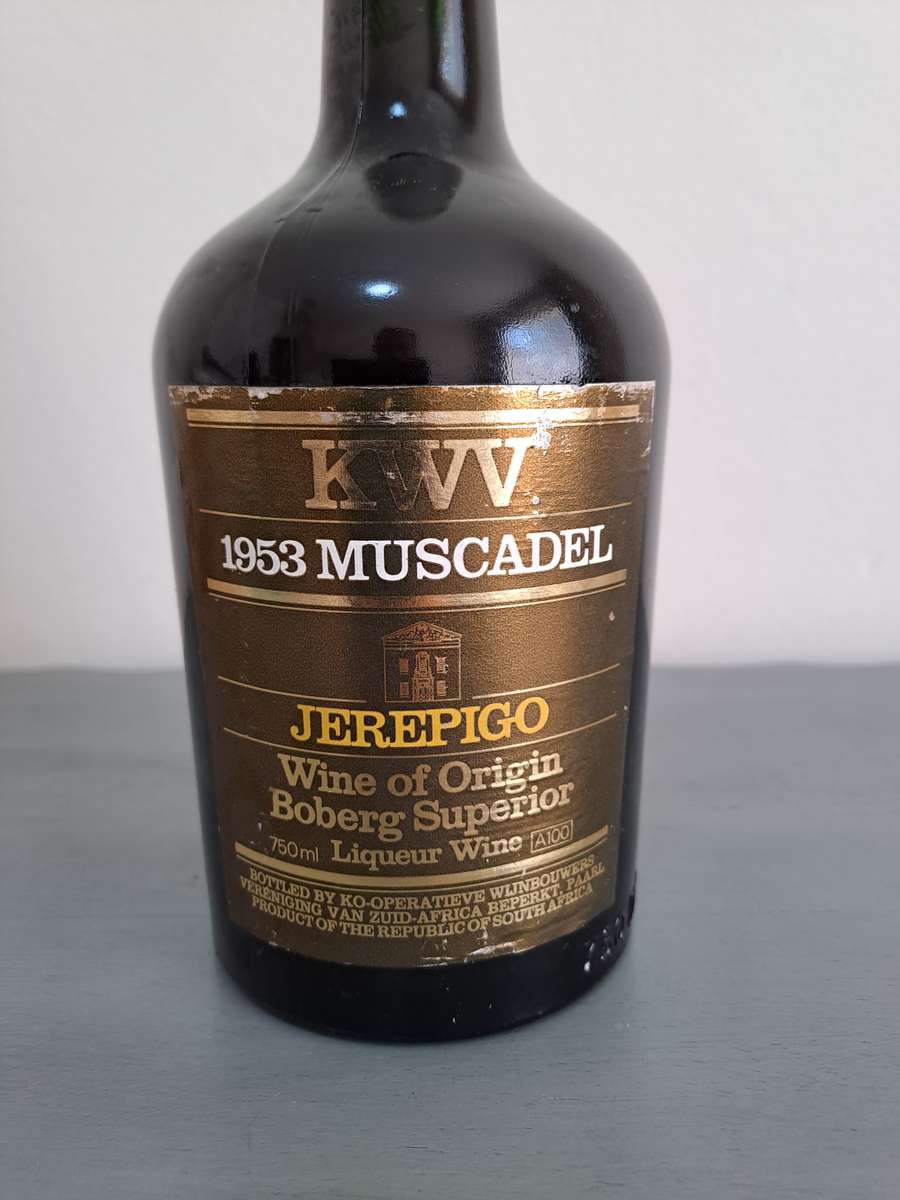 KWV
1953 MUSCADEL
JEREPIGO
Wine of Origin
Boberg Superior
750ml Liqueur Wine A100
BOTTLED BY KO-OPERATIEVE WIJNBOUWERS
VERENIGING VAN ZUID-AFRICA BEPERKT, PAARL
PRODUCT OF THE REPUBLIC OF SOUTH AFRICA